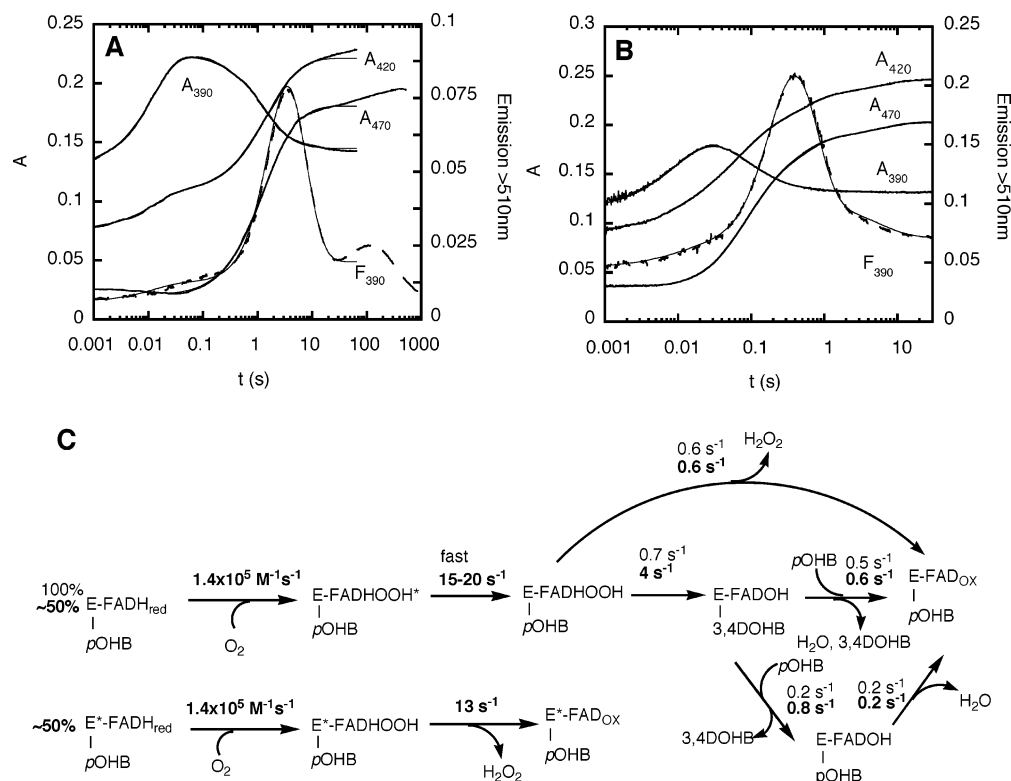 A
B
0.25
0.2
0.15
0.1
0.05
0
A
0.1
0.075
0.05
0.025
0
Emission >510nm
A390
A420
A470
F390
0.001 0.01 0.1 1 10 100 1000
t (s)
0.3
0.25
0.2
0.15
0.1
0.05
0
A
0.25
0.2
0.15
0.1
0.05
0
Emission >510nm
A420
A470
A390
F390
0.001 0.01 0.1 1 10
t (s)
C
0.6 s-1
0.6 s-1
H2O2
100%
~50%
E-FADHred
pOHB
1.4x10⁵ M-1s-1
O2
E-FADHOOH*
pOHB
fast
15-20 s-1
E-FADHOOH
pOHB
0.7 s-1
4 s-1
E-FADOH
3,4DOHB
pOHB
0.5 s-1
0.6 s-1
H2O, 3,4DOHB
E-FADOX
pOHB
pOHB
0.2 s-1
0.8 s-1
3,4DOHB
E-FADOH
pOHB
0.2 s-1
0.2 s-1
H2O
~50%
E*-FADHred
pOHB
1.4x10⁵ M-1s-1
O2
E*-FADHOOH
pOHB
13 s-1
H2O2
E*-FADOX
pOHB